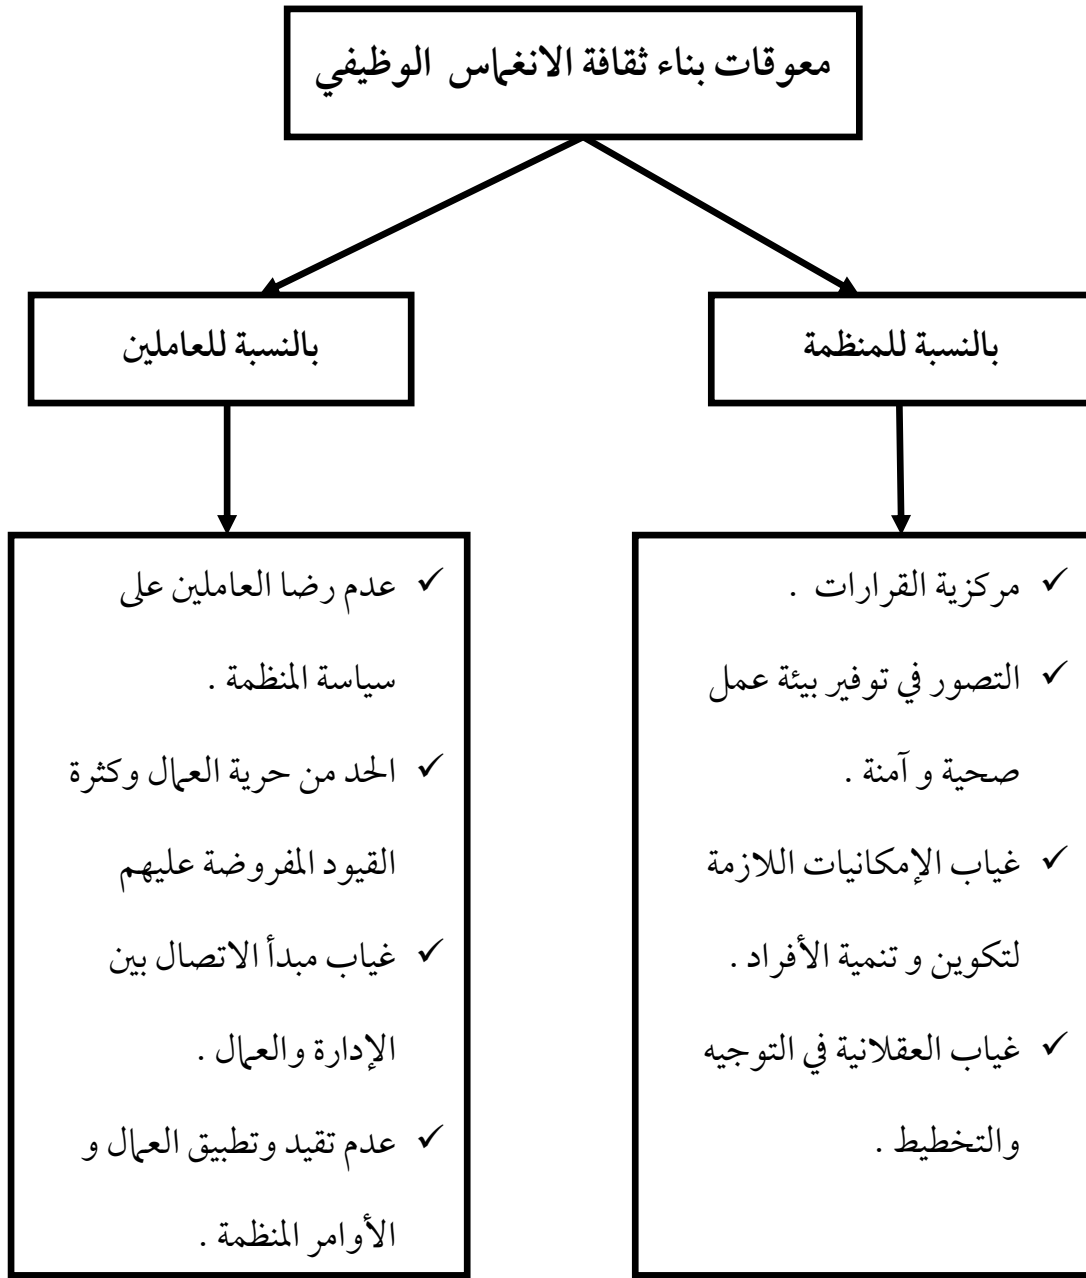 معوقات بناء ثقافة الانغماس الوظيفي
بالنسبة للمنظمة
بالنسبة للعاملين
✓ مركزية القرارات .
✓ التصور في توفير بيئة عمل
صحية و آمنة .
✓ غياب الإمكانيات اللازمة
لتكوين و تنمية الأفراد .
✓ غياب العقلانية في التوجيه
والتخطيط .
✓ عدم رضا العاملين على
سياسة المنظمة .
✓ الحد من حرية العمال وكثرة
القيود المفروضة عليهم
✓ غياب مبدأ الاتصال بين
الإدارة والعمال .
✓ عدم تقيد وتطبيق العمال و
الأوامر المنظمة .